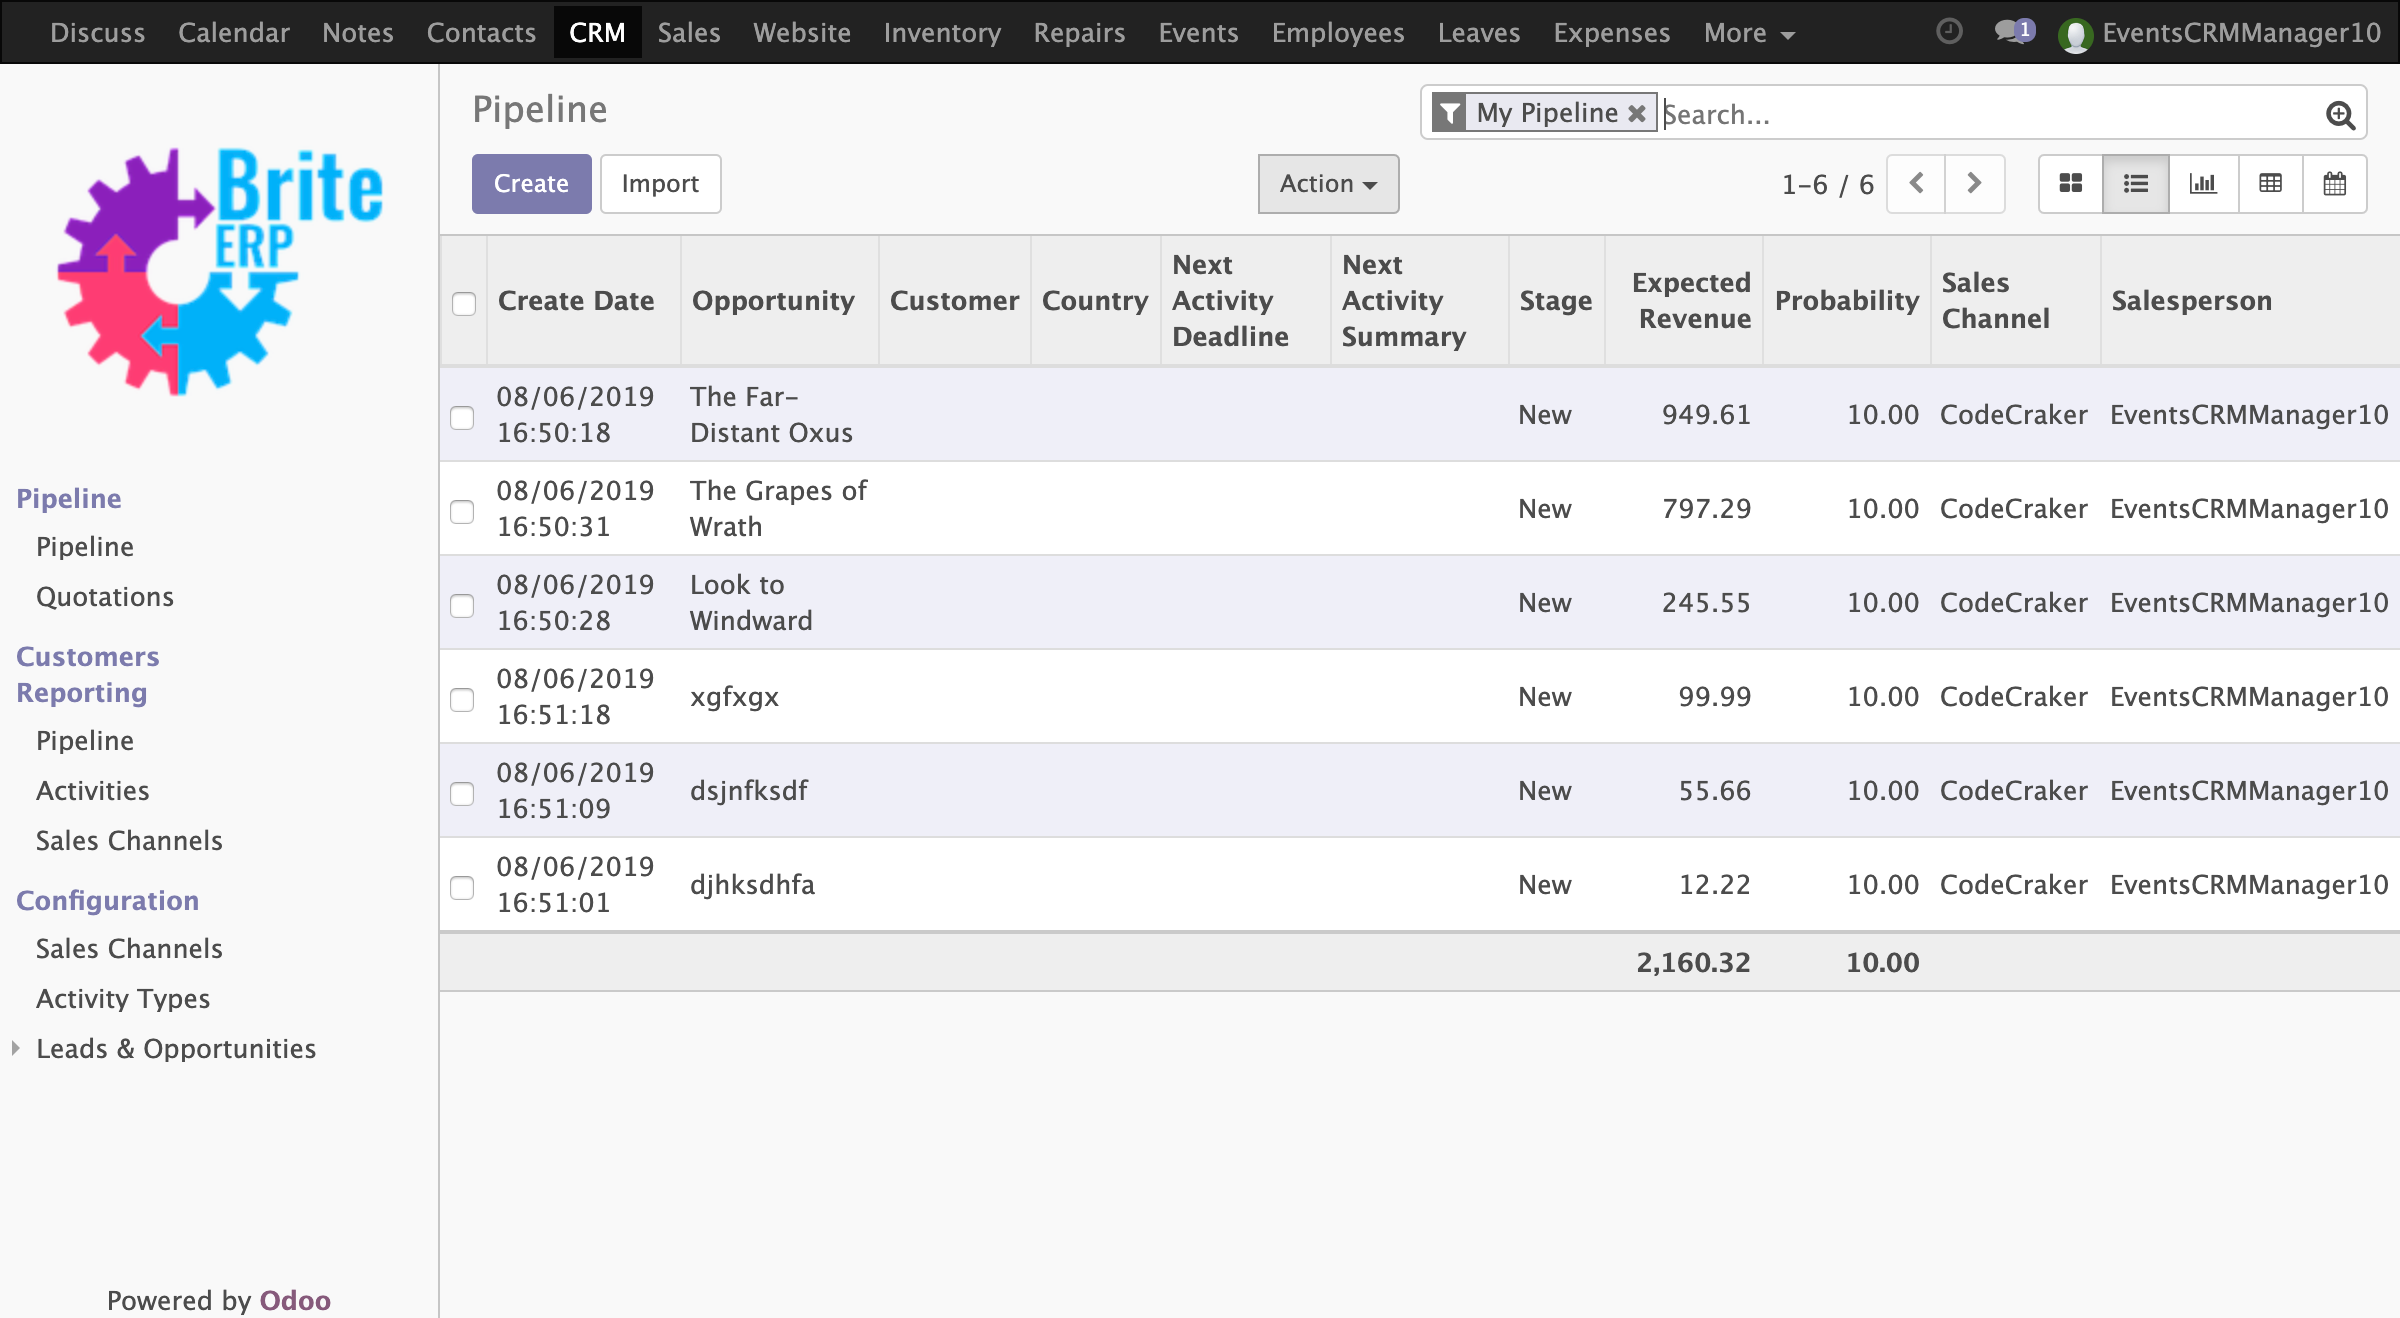 Discuss Calendar Notes Contacts CRM Sales Website Inventory Repairs Events Employees Leaves Expenses More 1 EventsCRMManager10
Brite
ERP
Pipeline
Pipeline
Quotations
Customers
Reporting
Pipeline
Activities
Sales Channels
Configuration
Sales Channels
Activity Types
Leads & Opportunities
Powered by Odoo
Pipeline
My Pipeline Search...
Create Import Action 1-6 / 6
Create Date Opportunity Customer Country Next Activity Deadline Next Activity Summary Stage Expected Revenue Probability Sales Channel Salesperson
08/06/2019 16:50:18 The Far-Distant Oxus New 949.61 10.00 CodeCraker EventsCRMManager10
08/06/2019 16:50:31 The Grapes of Wrath New 797.29 10.00 CodeCraker EventsCRMManager10
08/06/2019 16:50:28 Look to Windward New 245.55 10.00 CodeCraker EventsCRMManager10
08/06/2019 16:51:18 xgfxgx New 99.99 10.00 CodeCraker EventsCRMManager10
08/06/2019 16:51:09 dsjnfksdf New 55.66 10.00 CodeCraker EventsCRMManager10
08/06/2019 16:51:01 djhksdhfa New 12.22 10.00 CodeCraker EventsCRMManager10
2,160.32 10.00